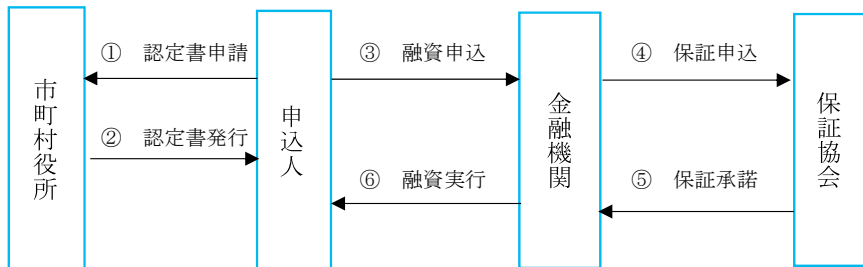 ① 認定書申請
③ 融資申込
④ 保証申込
市町村役所
申込人
金融機関
保証協会
② 認定書発行
⑥ 融資実行
⑤ 保証承諾